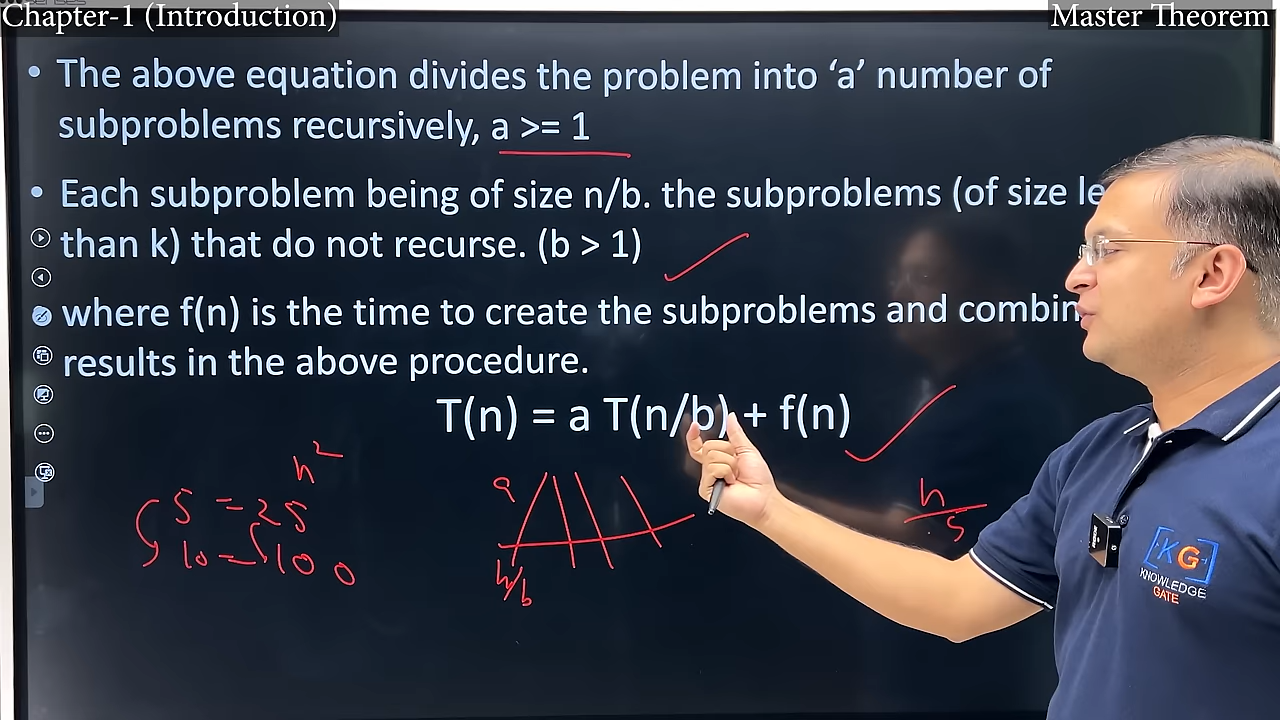 Chapter-1 (Introduction)
Master Theorem
• The above equation divides the problem into ‘a’ number of
subproblems recursively, a >= 1
• Each subproblem being of size n/b. the subproblems (of size le
than k) that do not recurse. (b > 1)
where f(n) is the time to create the subproblems and combin
results in the above procedure.
T(n) = a T(n/b) + f(n)
n²
5 = 25
10 = 100
a
n/b
n/5
KG
KNOWLEDGE
GATE